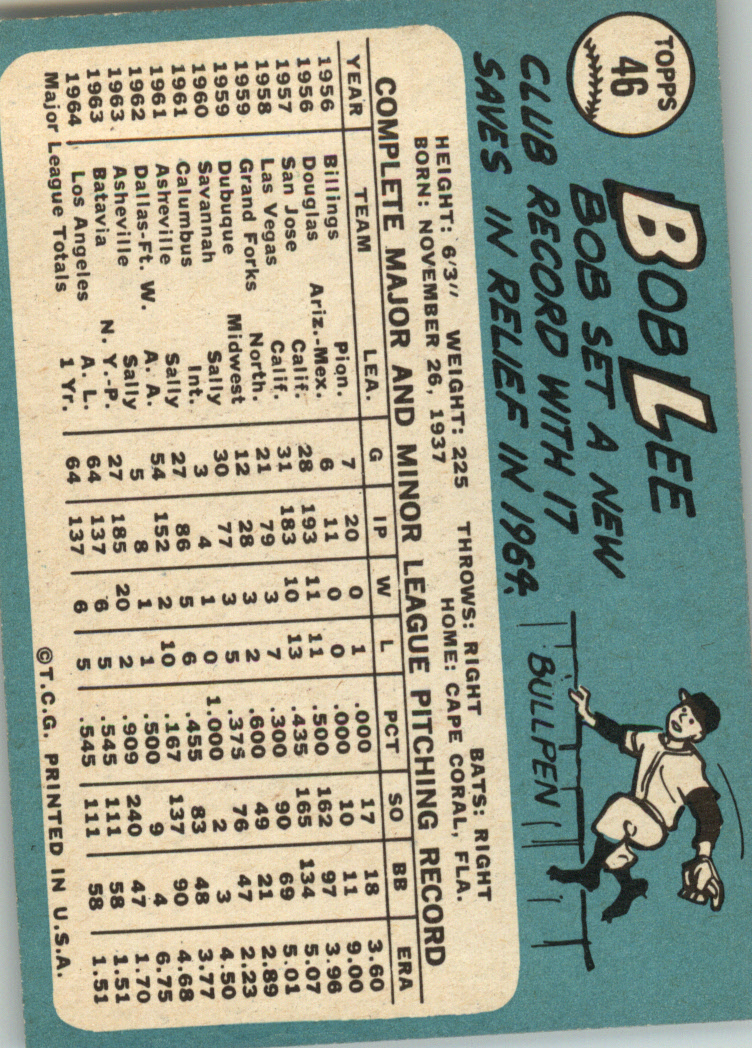 TOPPS
46
BOB LEE
BOB SET A NEW
CLUB RECORD WITH 17
SAVES IN RELIEF IN 1964.
BULLPEN
HEIGHT: 6'3" WEIGHT: 225 THROWS: RIGHT BATS: RIGHT
BORN: NOVEMBER 26, 1937 HOME: CAPE CORAL, FLA.
COMPLETE MAJOR AND MINOR LEAGUE PITCHING RECORD
YEAR TEAM LEA. G IP W L PCT SO BB ERA
1956 Billings Pion. 7 20 0 1 .000 17 18 3.60
1956 Douglas Ariz.-Mex. 6 11 0 0 .000 10 11 9.00
1957 San Jose Calif. 28 193 11 11 .500 162 97 3.96
1958 Las Vegas Calif. 31 183 10 13 .435 165 134 5.07
1959 Grand Forks North. 21 79 3 7 .300 90 69 5.01
1959 Dubuque Midwest 12 28 3 2 .600 49 21 2.89
1960 Savannah Sally 30 77 3 5 .375 76 47 2.23
1961 Calumbus Int. 3 4 1 0 1.000 2 3 4.50
1961 Asheville Sally 27 86 5 6 .455 83 48 3.77
1962 Dallas-Ft. W. A. A. 54 152 2 10 .167 137 90 4.68
1963 Asheville Sally 5 8 1 1 .500 9 4 6.75
1963 Batavia N. Y.-P. 27 185 20 2 .909 240 47 1.70
1964 Los Angeles A. L. 64 137 6 5 .545 111 58 1.51
Major League Totals 1 Yr. 64 137 6 5 .545 111 58 1.51
©T.C.G. PRINTED IN U.S.A.